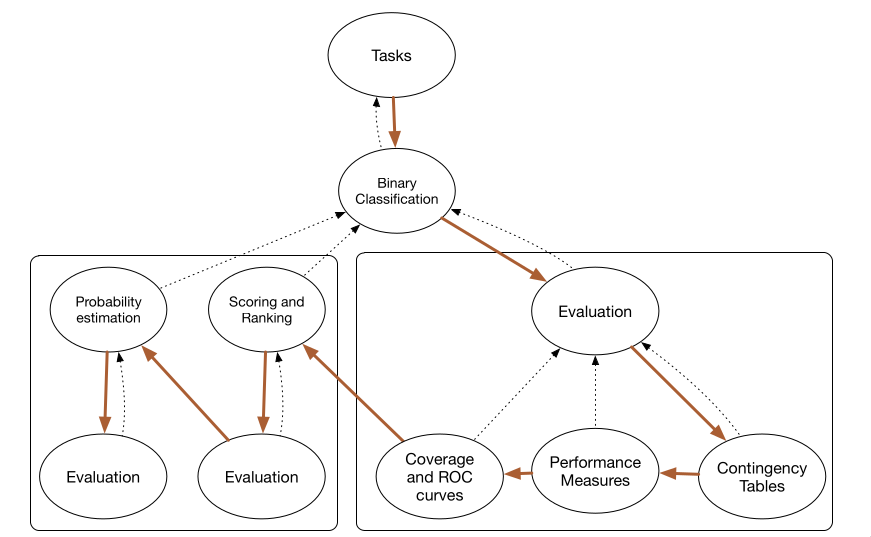 Tasks
Binary
Classification
Probability
estimation
Scoring and
Ranking
Evaluation
Evaluation
Evaluation
Coverage
and ROC
curves
Performance
Measures
Contingency
Tables